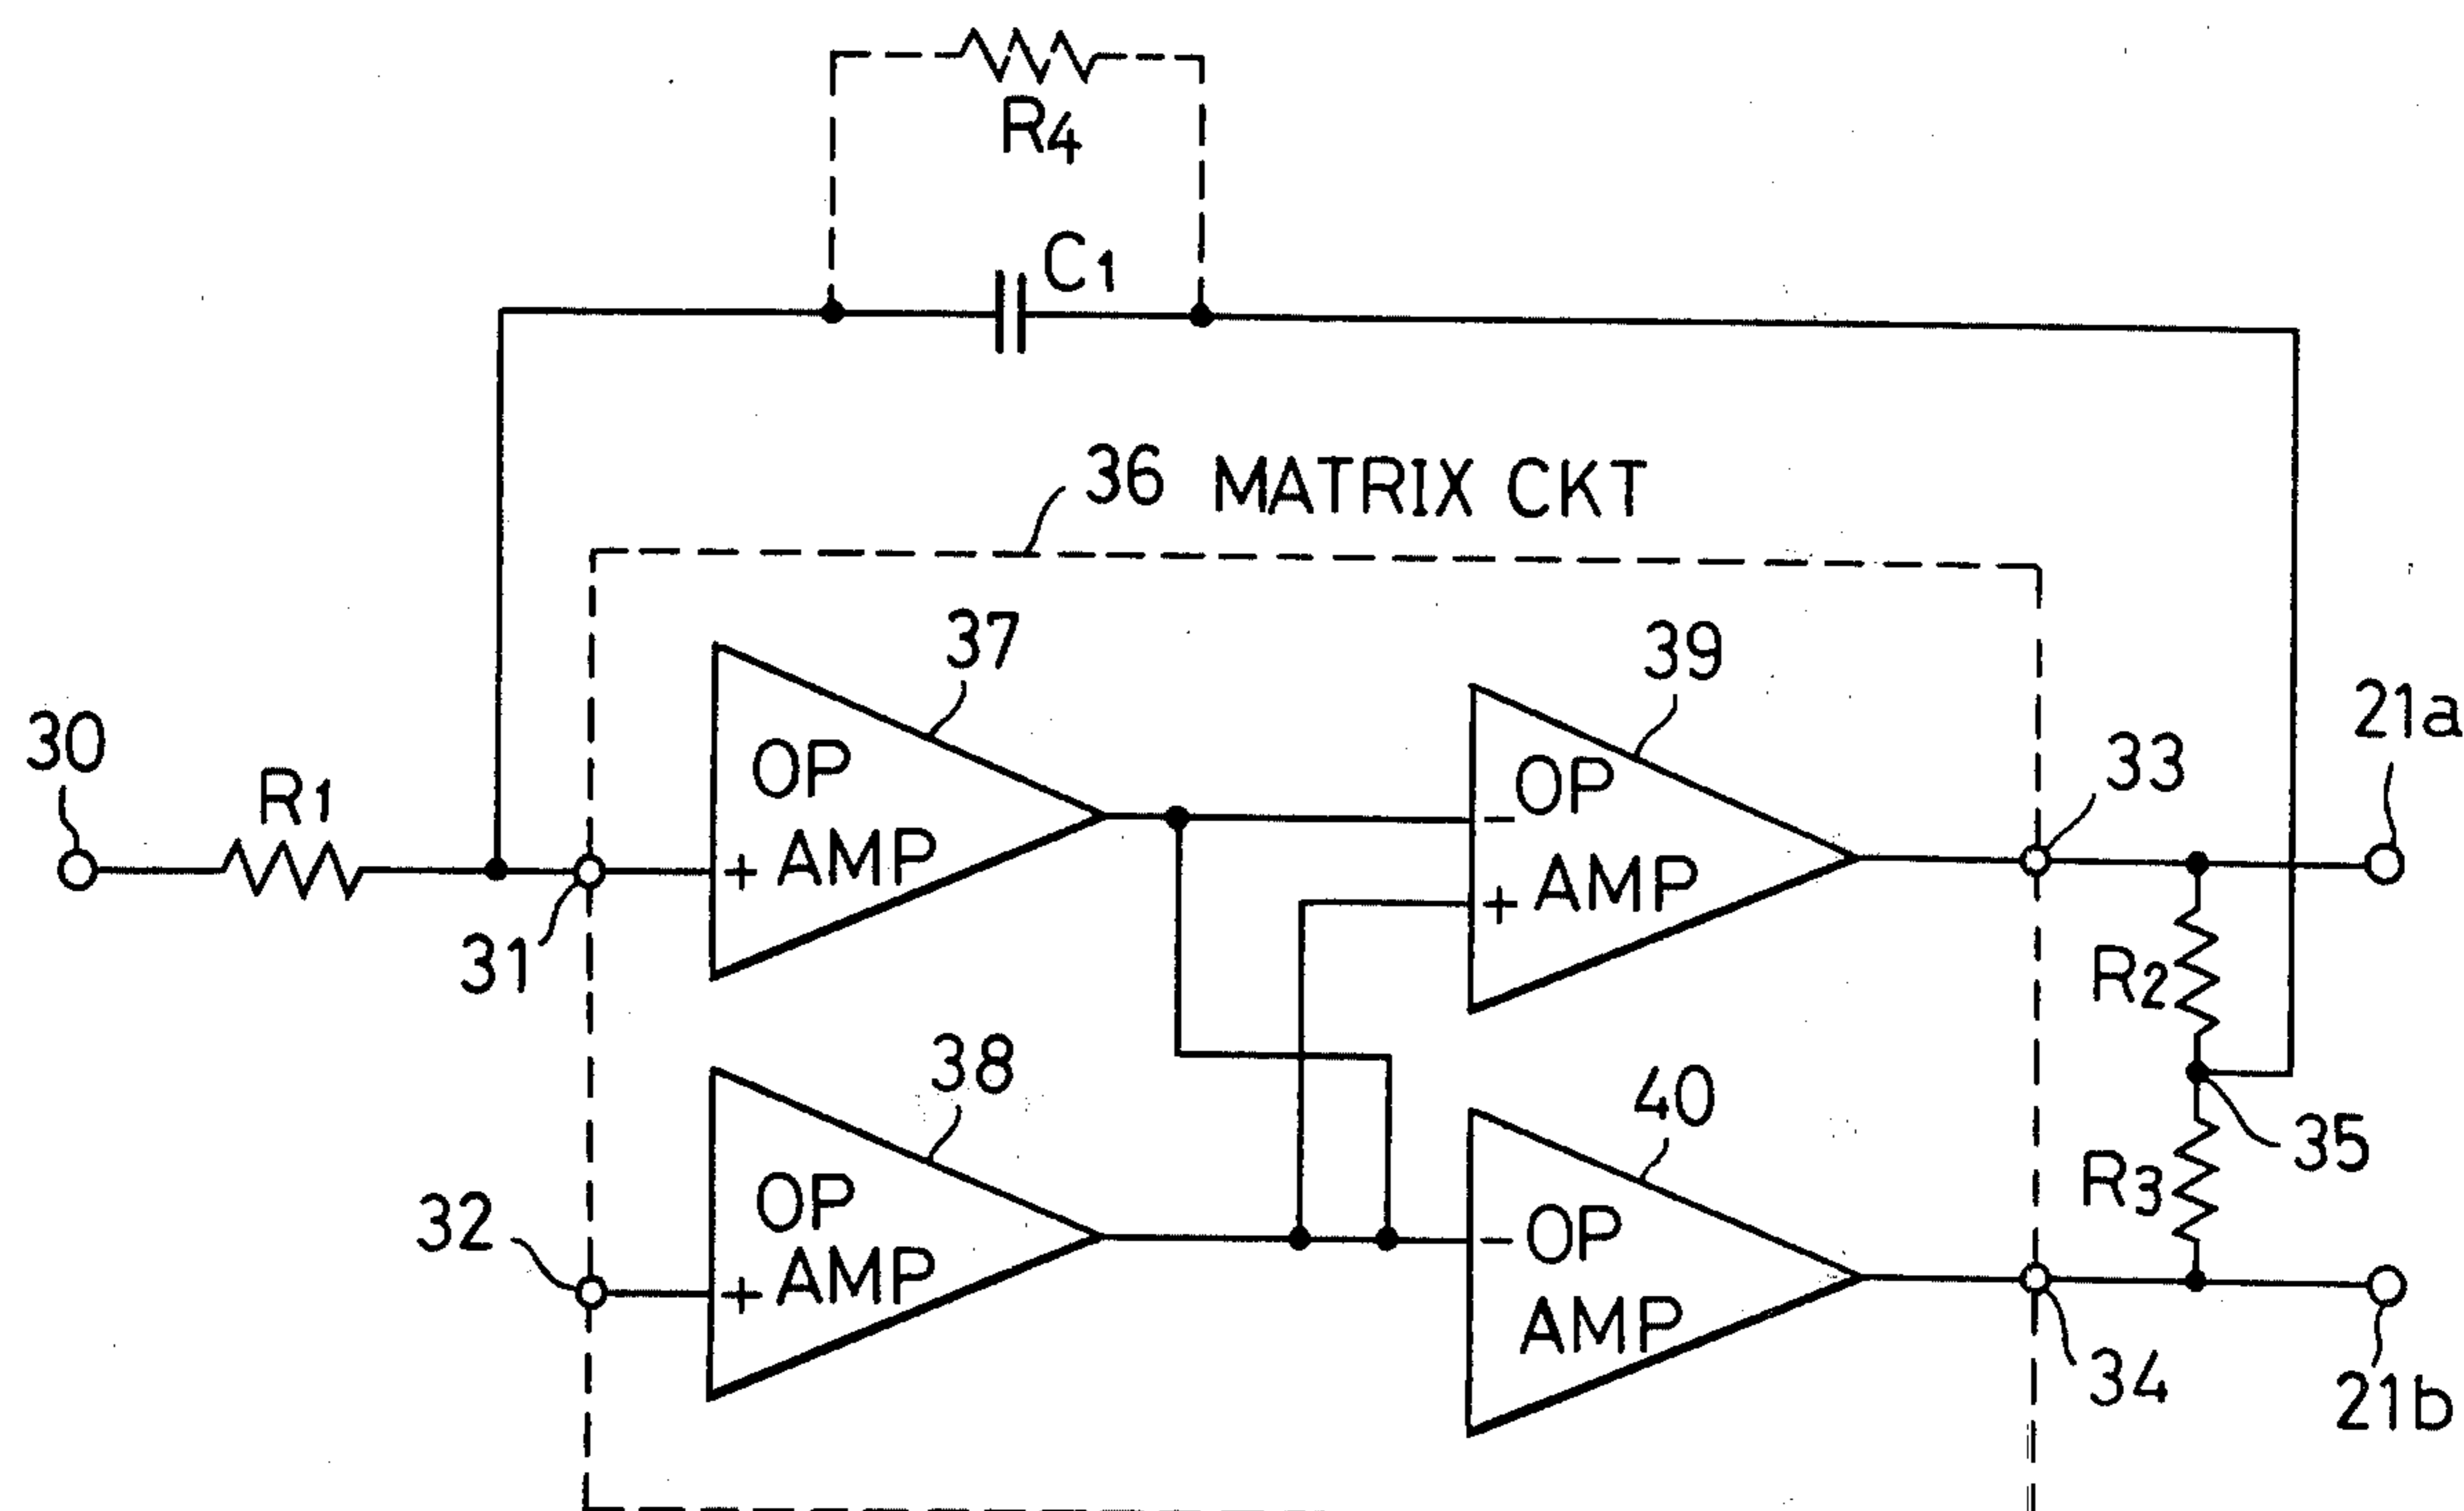 R4
C1
36 MATRIX CKT
37
39
21a
30
33
R1
OP
AMP
+
- OP
+ AMP
31
R2
38
40
35
32
R3
OP
+ AMP
- OP
AMP
34
21b